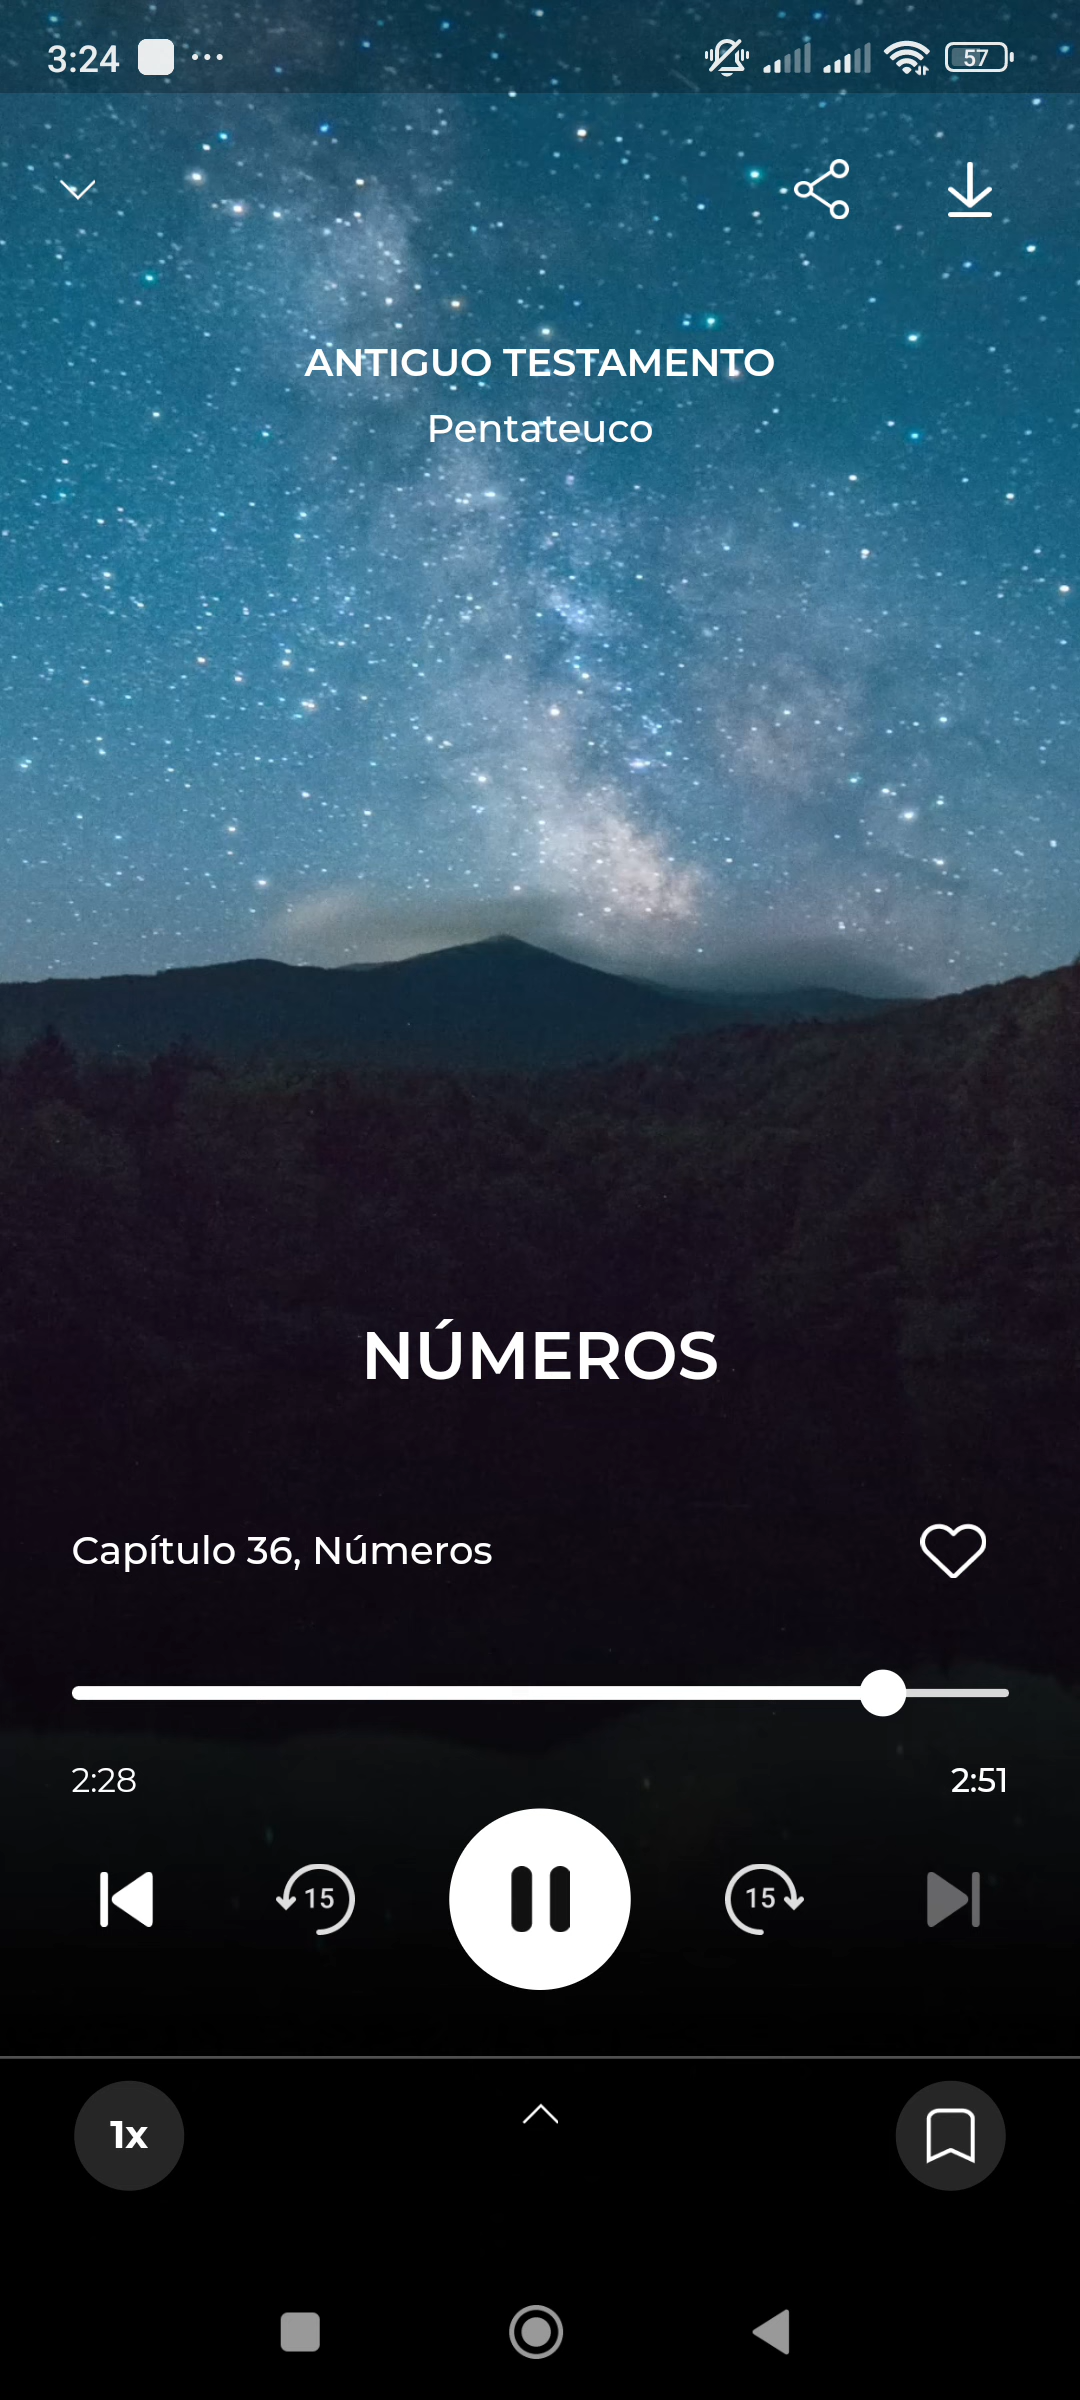 3:24
57
ANTIGUO TESTAMENTO
Pentateuco
NÚMEROS
Capítulo 36, Números
2:28
2:51
15
15
1x